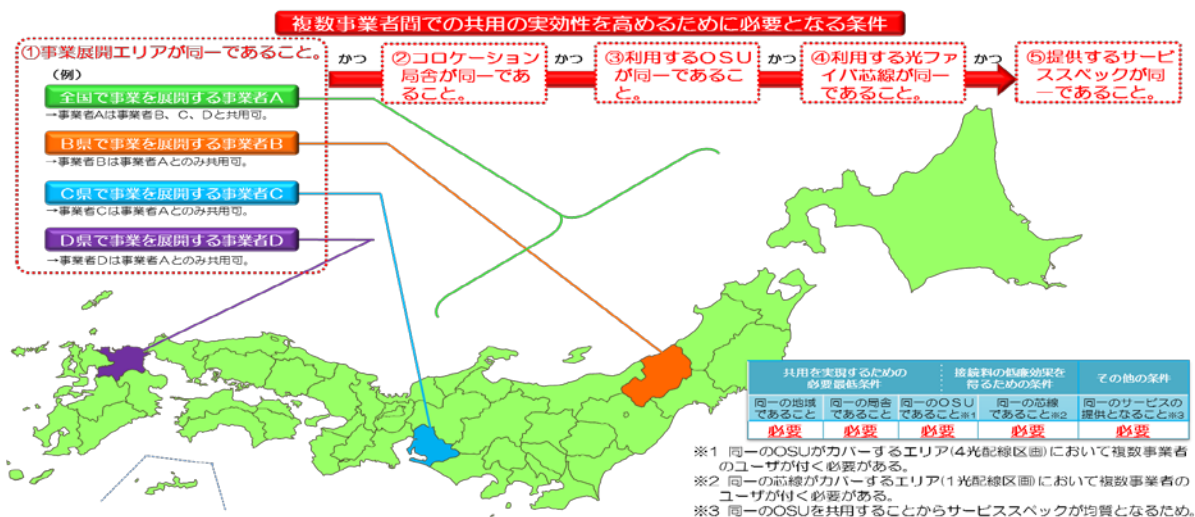 複数事業者間での共用の実効性を高めるために必要となる条件
①事業展開エリアが同一であること。
(例)
全国で事業を展開する事業者A
→事業者Aは事業者B、C、Dと共用可。
B県で事業を展開する事業者B
→事業者Bは事業者Aとのみ共用可。
C県で事業を展開する事業者C
→事業者Cは事業者Aとのみ共用可。
D県で事業を展開する事業者D
→事業者Dは事業者Aとのみ共用可。
かつ
②コロケーション
局舎が同一であ
ること。
かつ
③利用するOSU
が同一であるこ
と。
かつ
④利用する光ファ
イバ芯線が同一
であること。
かつ
⑤提供するサービ
ススペックが同
一であること。
共用を実現するための
必要最低条件
接続料の低廉効果を
得るための条件
その他の条件
同一の地域
であること
同一の局舎
であること
同一のOSU
であること※1
同一の芯線
であること※2
同一のサービスの
提供となること※3
必要
必要
必要
必要
必要
※1 同一のOSUがカバーするエリア(4光配線区画)において複数事業者
のユーザが付く必要がある。
※2 同一の芯線がカバーするエリア(1光配線区画)において複数事業者の
ユーザが付く必要がある。
※3 同一のOSUを共用することからサービススペックが均質となるため。